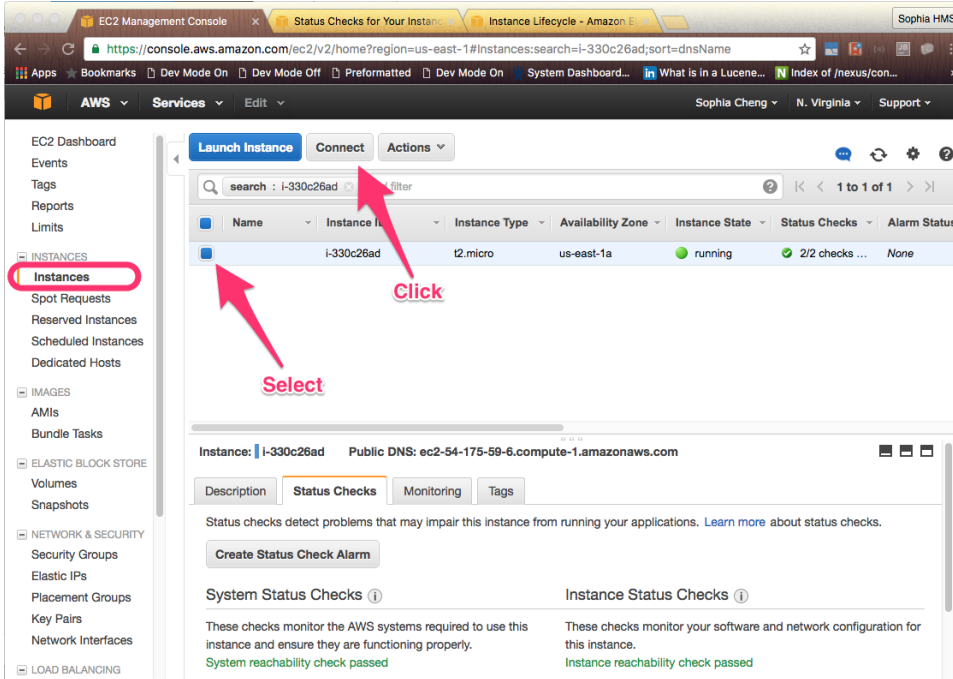 EC2 Management Console
Status Checks for Your Instanc
Instance Lifecycle - Amazon E
Sophia HMS
https://console.aws.amazon.com/ec2/v2/home?region=us-east-1#Instances:search=i-330c26ad;sort=dnsName
Apps Bookmarks Dev Mode On Dev Mode Off Preformatted Dev Mode On System Dashboard... What is in a Lucene... Index of /nexus/con...
AWS Services Edit Sophia Cheng N. Virginia Support
EC2 Dashboard
Events
Tags
Reports
Limits
INSTANCES
Instances
Spot Requests
Reserved Instances
Scheduled Instances
Dedicated Hosts
IMAGES
AMIs
Bundle Tasks
ELASTIC BLOCK STORE
Volumes
Snapshots
NETWORK & SECURITY
Security Groups
Elastic IPs
Placement Groups
Key Pairs
Network Interfaces
LOAD BALANCING
Launch Instance Connect Actions
search : i-330c26ad filter 1 to 1 of 1
Name Instance Instance Type Availability Zone Instance State Status Checks Alarm Status
i-330c26ad t2.micro us-east-1a running 2/2 checks ... None
Click
Select
Instance: i-330c26ad Public DNS: ec2-54-175-59-6.compute-1.amazonaws.com
Description Status Checks Monitoring Tags
Status checks detect problems that may impair this instance from running your applications. Learn more about status checks.
Create Status Check Alarm
System Status Checks
These checks monitor the AWS systems required to use this
instance and ensure they are functioning properly.
System reachability check passed
Instance Status Checks
These checks monitor your software and network configuration for
this instance.
Instance reachability check passed